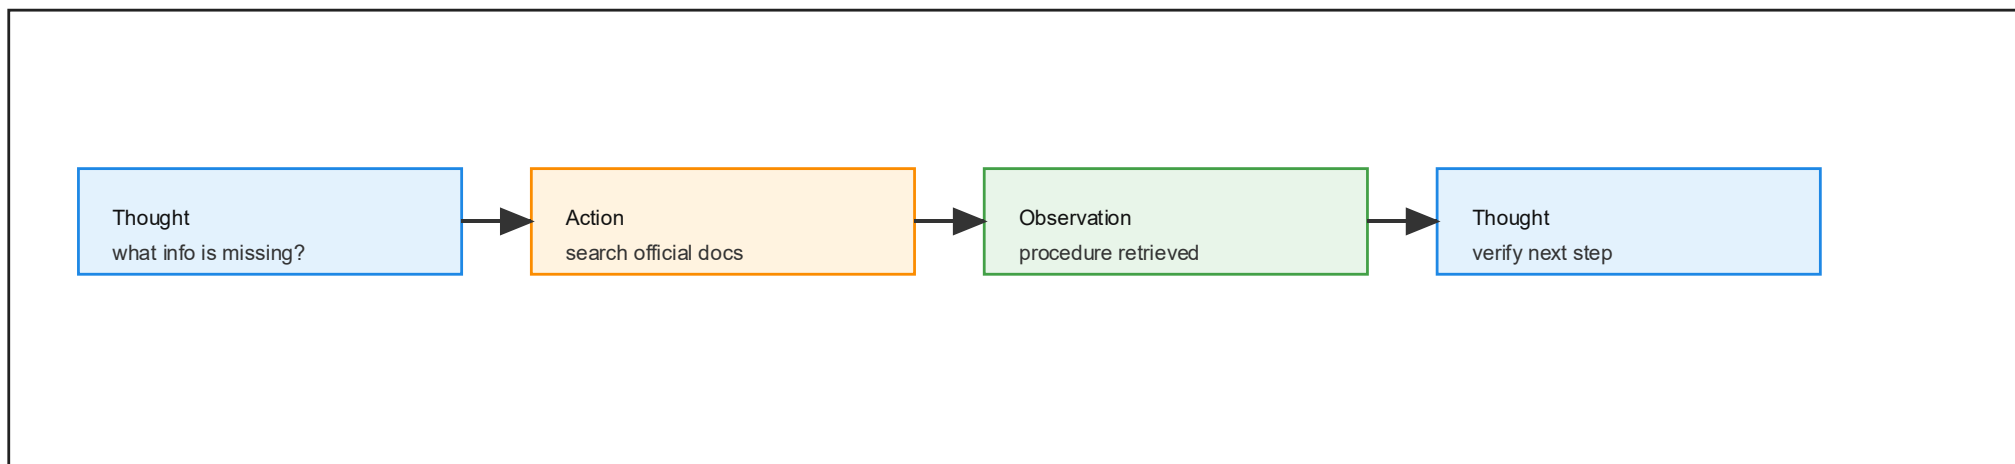 Thought
what info is missing?
Action
search official docs
Observation
procedure retrieved
Thought
verify next step